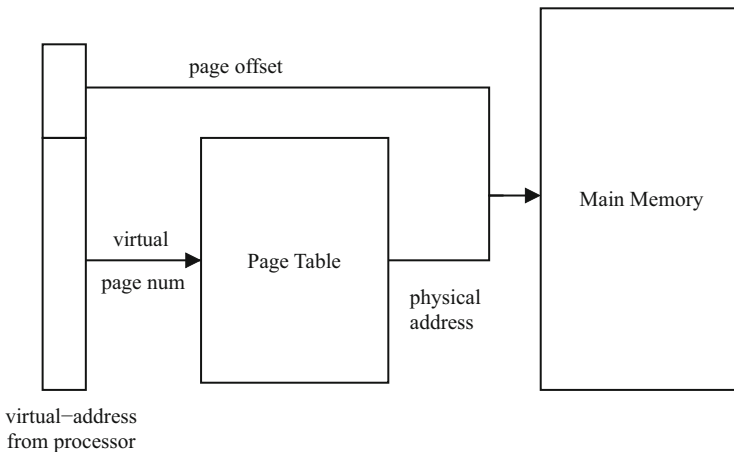 page offset
Main Memory
virtual
page num
Page Table
physical
address
virtual−address
from processor